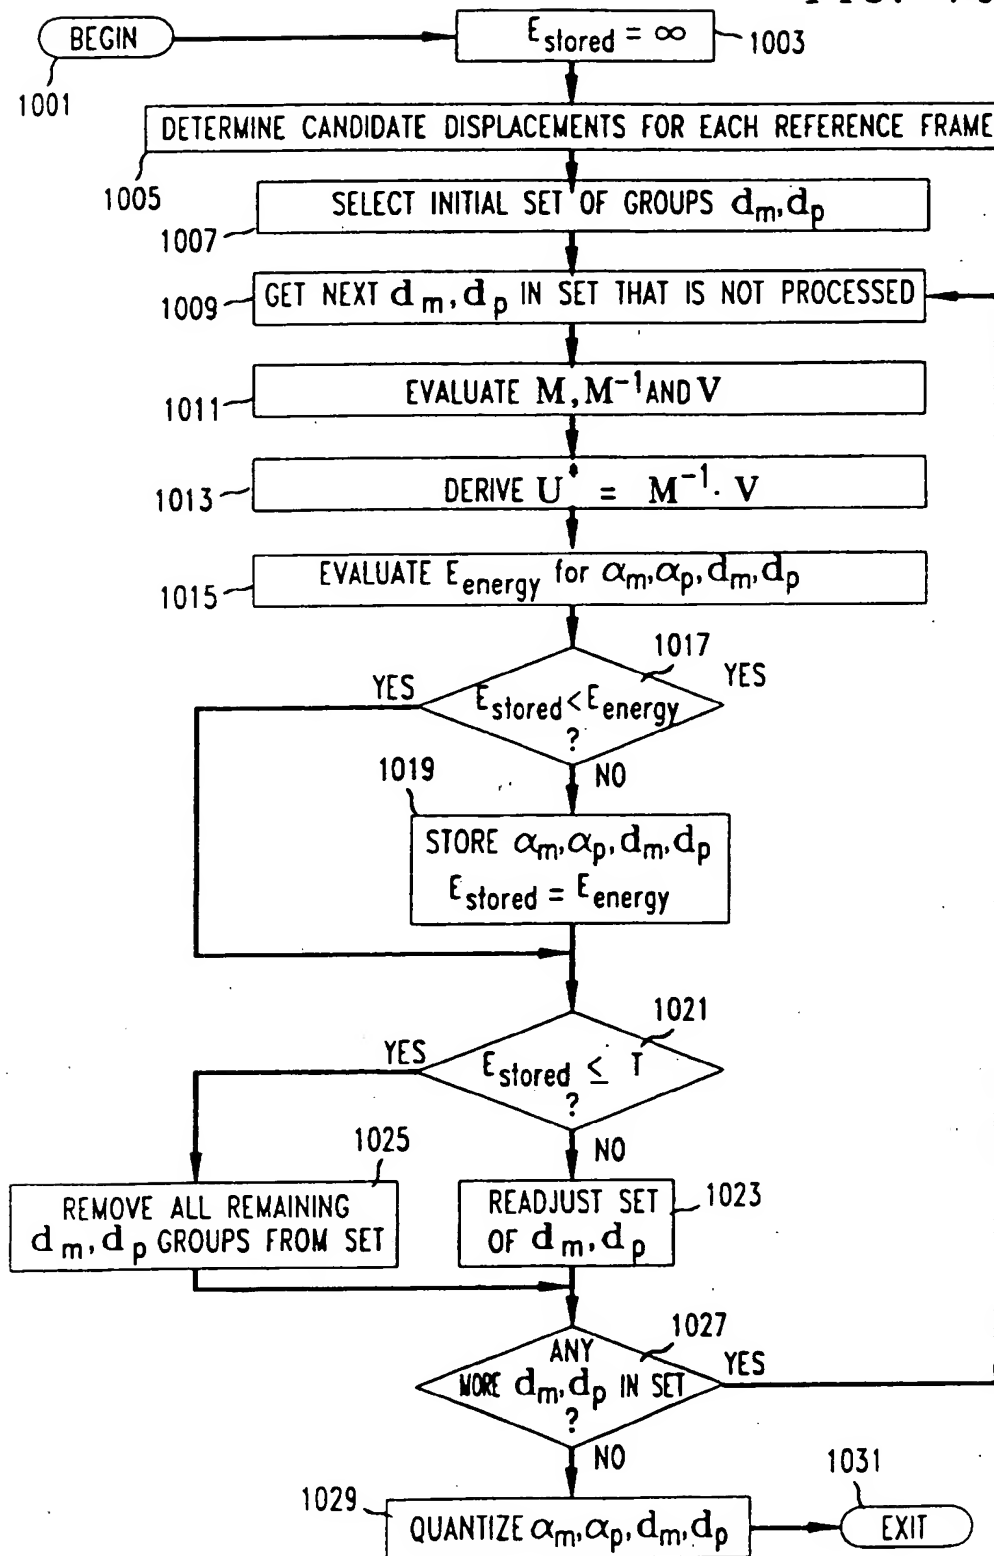 BEGIN
1001
E_stored = ∞
1003
DETERMINE CANDIDATE DISPLACEMENTS FOR EACH REFERENCE FRAME
1005
SELECT INITIAL SET OF GROUPS d_m, d_p
1007
GET NEXT d_m, d_p IN SET THAT IS NOT PROCESSED
1009
EVALUATE M, M⁻¹ AND V
1011
DERIVE U* = M⁻¹ · V
1013
EVALUATE E_energy for α_m, α_p, d_m, d_p
1015
1017
YES
YES
E_stored < E_energy
?
NO
1019
STORE α_m, α_p, d_m, d_p
E_stored = E_energy
1021
YES
E_stored ≤ T
?
NO
1025
REMOVE ALL REMAINING
d_m, d_p GROUPS FROM SET
1023
READJUST SET
OF d_m, d_p
1027
ANY
MORE d_m, d_p IN SET
?
YES
NO
1029
QUANTIZE α_m, α_p, d_m, d_p
1031
EXIT